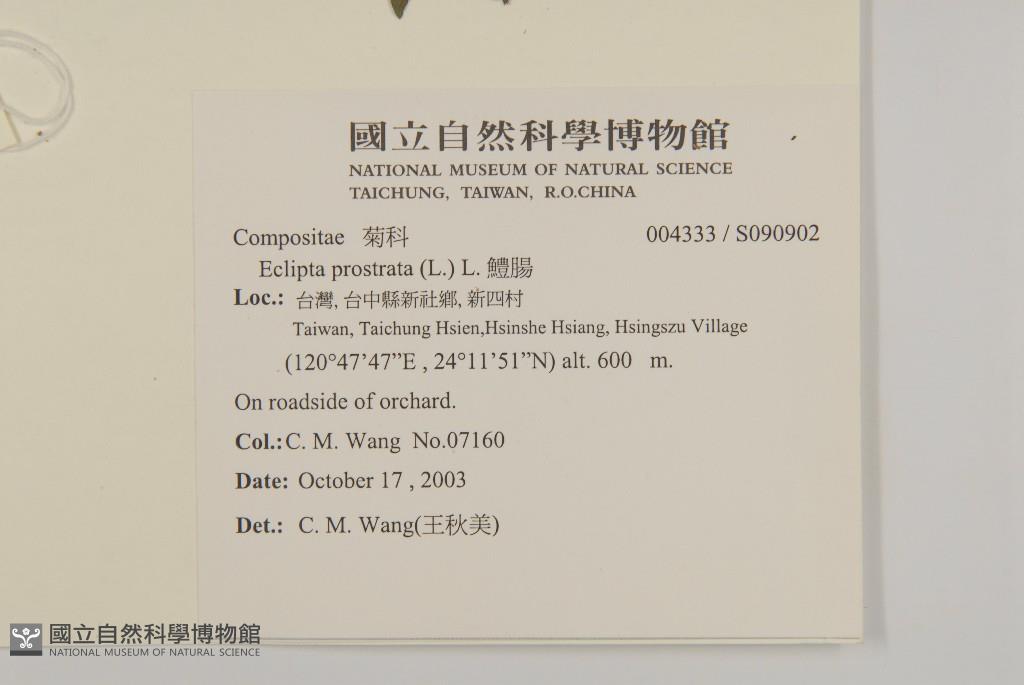 國立自然科學博物館
NATIONAL MUSEUM OF NATURAL SCIENCE
TAICHUNG, TAIWAN, R.O.CHINA
Compositae 菊科 004333 / S090902
Eclipta prostrata (L.) L. 鱧腸
Loc.: 台灣, 台中縣新社鄉, 新四村
Taiwan, Taichung Hsien,Hsinshe Hsiang, Hsingszu Village
(120°47’47”E , 24°11’51”N) alt. 600 m.
On roadside of orchard.
Col.: C. M. Wang No.07160
Date: October 17 , 2003
Det.: C. M. Wang(王秋美)
國立自然科學博物館
NATIONAL MUSEUM OF NATURAL SCIENCE